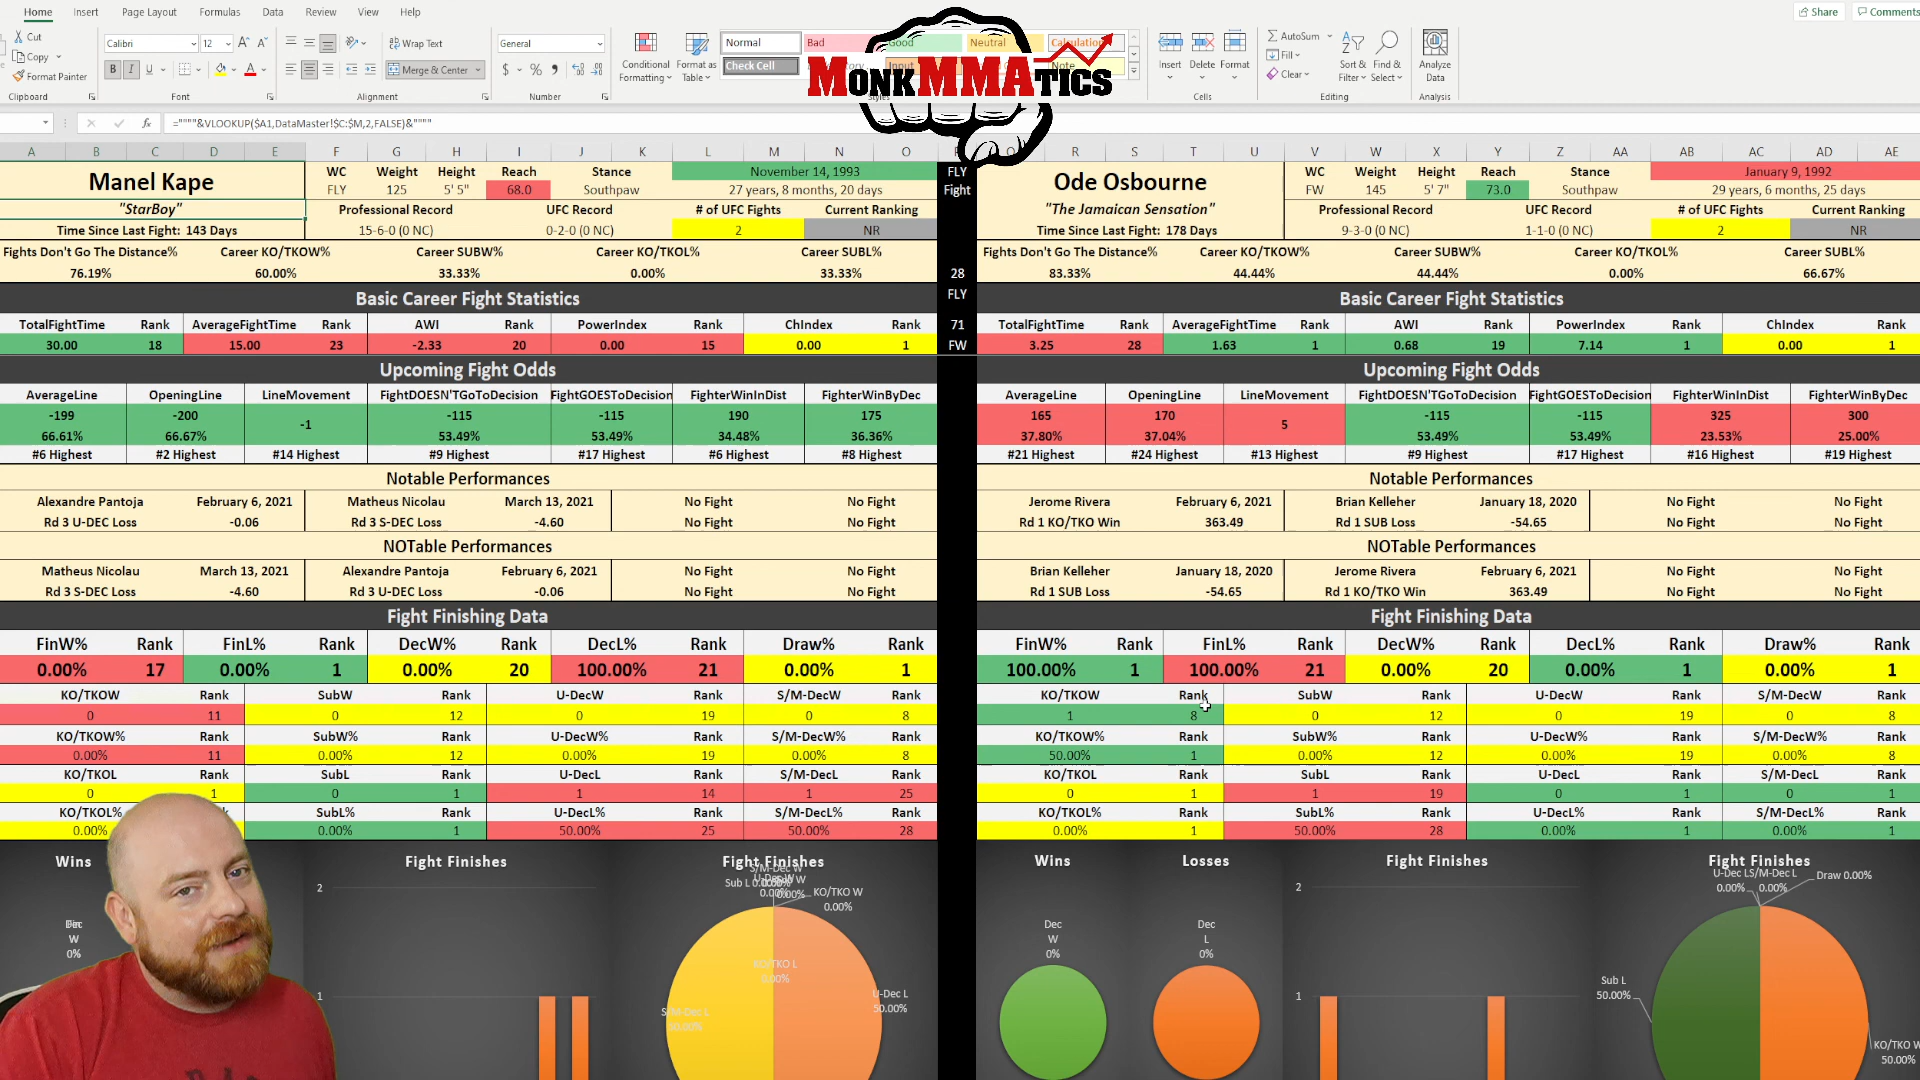 Home Insert Page Layout Formulas Data Review View Help Share Comments
Cut Calibri 12 Wrap Text General Normal Bad Good Neutral Calculation AutoSum
Copy Conditional Format as Insert Delete Format Fill Sort & Find & Analyze
Format Painter B I U Merge & Center $ % Formatting Table Check Cell Input Note Clear Filter Select Data
Clipboard Font Alignment Number Styles Cells Editing Analysis
MONKMMATICS
fx =""""&VLOOKUP($A1,DataMaster!$C:$M,2,FALSE)&""""
A B C D E F G H I J K L M N O R S T U V W X Y Z AA AB AC AD AE
Manel Kape
"StarBoy"
Time Since Last Fight: 143 Days
WC Weight Height Reach Stance November 14, 1993
FLY 125 5' 5" 68.0 Southpaw 27 years, 8 months, 20 days
Professional Record UFC Record # of UFC Fights Current Ranking
15-6-0 (0 NC) 0-2-0 (0 NC) 2 NR
Fights Don't Go The Distance% Career KO/TKOW% Career SUBW% Career KO/TKOL% Career SUBL%
76.19% 60.00% 33.33% 0.00% 33.33%
Basic Career Fight Statistics
TotalFightTime Rank AverageFightTime Rank AWI Rank PowerIndex Rank ChIndex Rank
30.00 18 15.00 23 -2.33 20 0.00 15 0.00 1
Upcoming Fight Odds
AverageLine OpeningLine LineMovement FightDOESN'TGoToDecision FightGOESToDecision FighterWinInDist FighterWinByDec
-199 -200 -1 -115 -115 190 175
66.61% 66.67% 53.49% 53.49% 34.48% 36.36%
#6 Highest #2 Highest #14 Highest #9 Highest #17 Highest #6 Highest #8 Highest
Notable Performances
Alexandre Pantoja February 6, 2021 Matheus Nicolau March 13, 2021 No Fight No Fight
Rd 3 U-DEC Loss -0.06 Rd 3 S-DEC Loss -4.60 No Fight No Fight
NOTable Performances
Matheus Nicolau March 13, 2021 Alexandre Pantoja February 6, 2021 No Fight No Fight
Rd 3 S-DEC Loss -4.60 Rd 3 U-DEC Loss -0.06 No Fight No Fight
Fight Finishing Data
FinW% Rank FinL% Rank DecW% Rank DecL% Rank Draw% Rank
0.00% 17 0.00% 1 0.00% 20 100.00% 21 0.00% 1
KO/TKOW Rank SubW Rank U-DecW Rank S/M-DecW Rank
0 11 0 12 0 19 0 8
KO/TKOW% Rank SubW% Rank U-DecW% Rank S/M-DecW% Rank
0.00% 11 0.00% 12 0.00% 19 0.00% 8
KO/TKOL Rank SubL Rank U-DecL Rank S/M-DecL Rank
0 1 0 1 1 14 1 25
KO/TKOL% SubL% Rank U-DecL% Rank S/M-DecL% Rank
0.00% 0.00% 1 50.00% 25 50.00% 28
Wins Fight Finishes Fight Finishes
W
0%
2
1
S/M-Dec W
Sub L
0.00%
KO/TKO W
0.00%
KO/TKO L
0.00%
S/M-Dec L
U-Dec L
50.00%
FLY
Fight
28
FLY
71
FW
Ode Osbourne
"The Jamaican Sensation"
Time Since Last Fight: 178 Days
WC Weight Height Reach Stance January 9, 1992
FW 145 5' 7" 73.0 Southpaw 29 years, 6 months, 25 days
Professional Record UFC Record # of UFC Fights Current Ranking
9-3-0 (0 NC) 1-1-0 (0 NC) 2 NR
Fights Don't Go The Distance% Career KO/TKOW% Career SUBW% Career KO/TKOL% Career SUBL%
83.33% 44.44% 44.44% 0.00% 66.67%
Basic Career Fight Statistics
TotalFightTime Rank AverageFightTime Rank AWI Rank PowerIndex Rank ChIndex Rank
3.25 28 1.63 1 0.68 19 7.14 1 0.00 1
Upcoming Fight Odds
AverageLine OpeningLine LineMovement FightDOESN'TGoToDecision FightGOESToDecision FighterWinInDist FighterWinByDec
165 170 5 -115 -115 325 300
37.80% 37.04% 53.49% 53.49% 23.53% 25.00%
#21 Highest #24 Highest #13 Highest #9 Highest #17 Highest #16 Highest #19 Highest
Notable Performances
Jerome Rivera February 6, 2021 Brian Kelleher January 18, 2020 No Fight No Fight
Rd 1 KO/TKO Win 363.49 Rd 1 SUB Loss -54.65 No Fight No Fight
NOTable Performances
Brian Kelleher January 18, 2020 Jerome Rivera February 6, 2021 No Fight No Fight
Rd 1 SUB Loss -54.65 Rd 1 KO/TKO Win 363.49 No Fight No Fight
Fight Finishing Data
FinW% Rank FinL% Rank DecW% Rank DecL% Rank Draw% Rank
100.00% 1 100.00% 21 0.00% 20 0.00% 1 0.00% 1
KO/TKOW Rank SubW Rank U-DecW Rank S/M-DecW Rank
1 8 0 12 0 19 0 8
KO/TKOW% Rank SubW% Rank U-DecW% Rank S/M-DecW% Rank
50.00% 1 0.00% 12 0.00% 19 0.00% 8
KO/TKOL Rank SubL Rank U-DecL Rank S/M-DecL Rank
0 1 1 19 0 1 0 1
KO/TKOL% Rank SubL% Rank U-DecL% Rank S/M-DecL% Rank
0.00% 1 50.00% 28 0.00% 1 0.00% 1
Wins Losses Fight Finishes Fight Finishes
Dec
W
0%
Dec
L
0%
2
1
U-Dec L S/M-Dec L
0.00% 0.00%
Draw 0.00%
Sub L
50.00%
KO/TKO W
50.00%